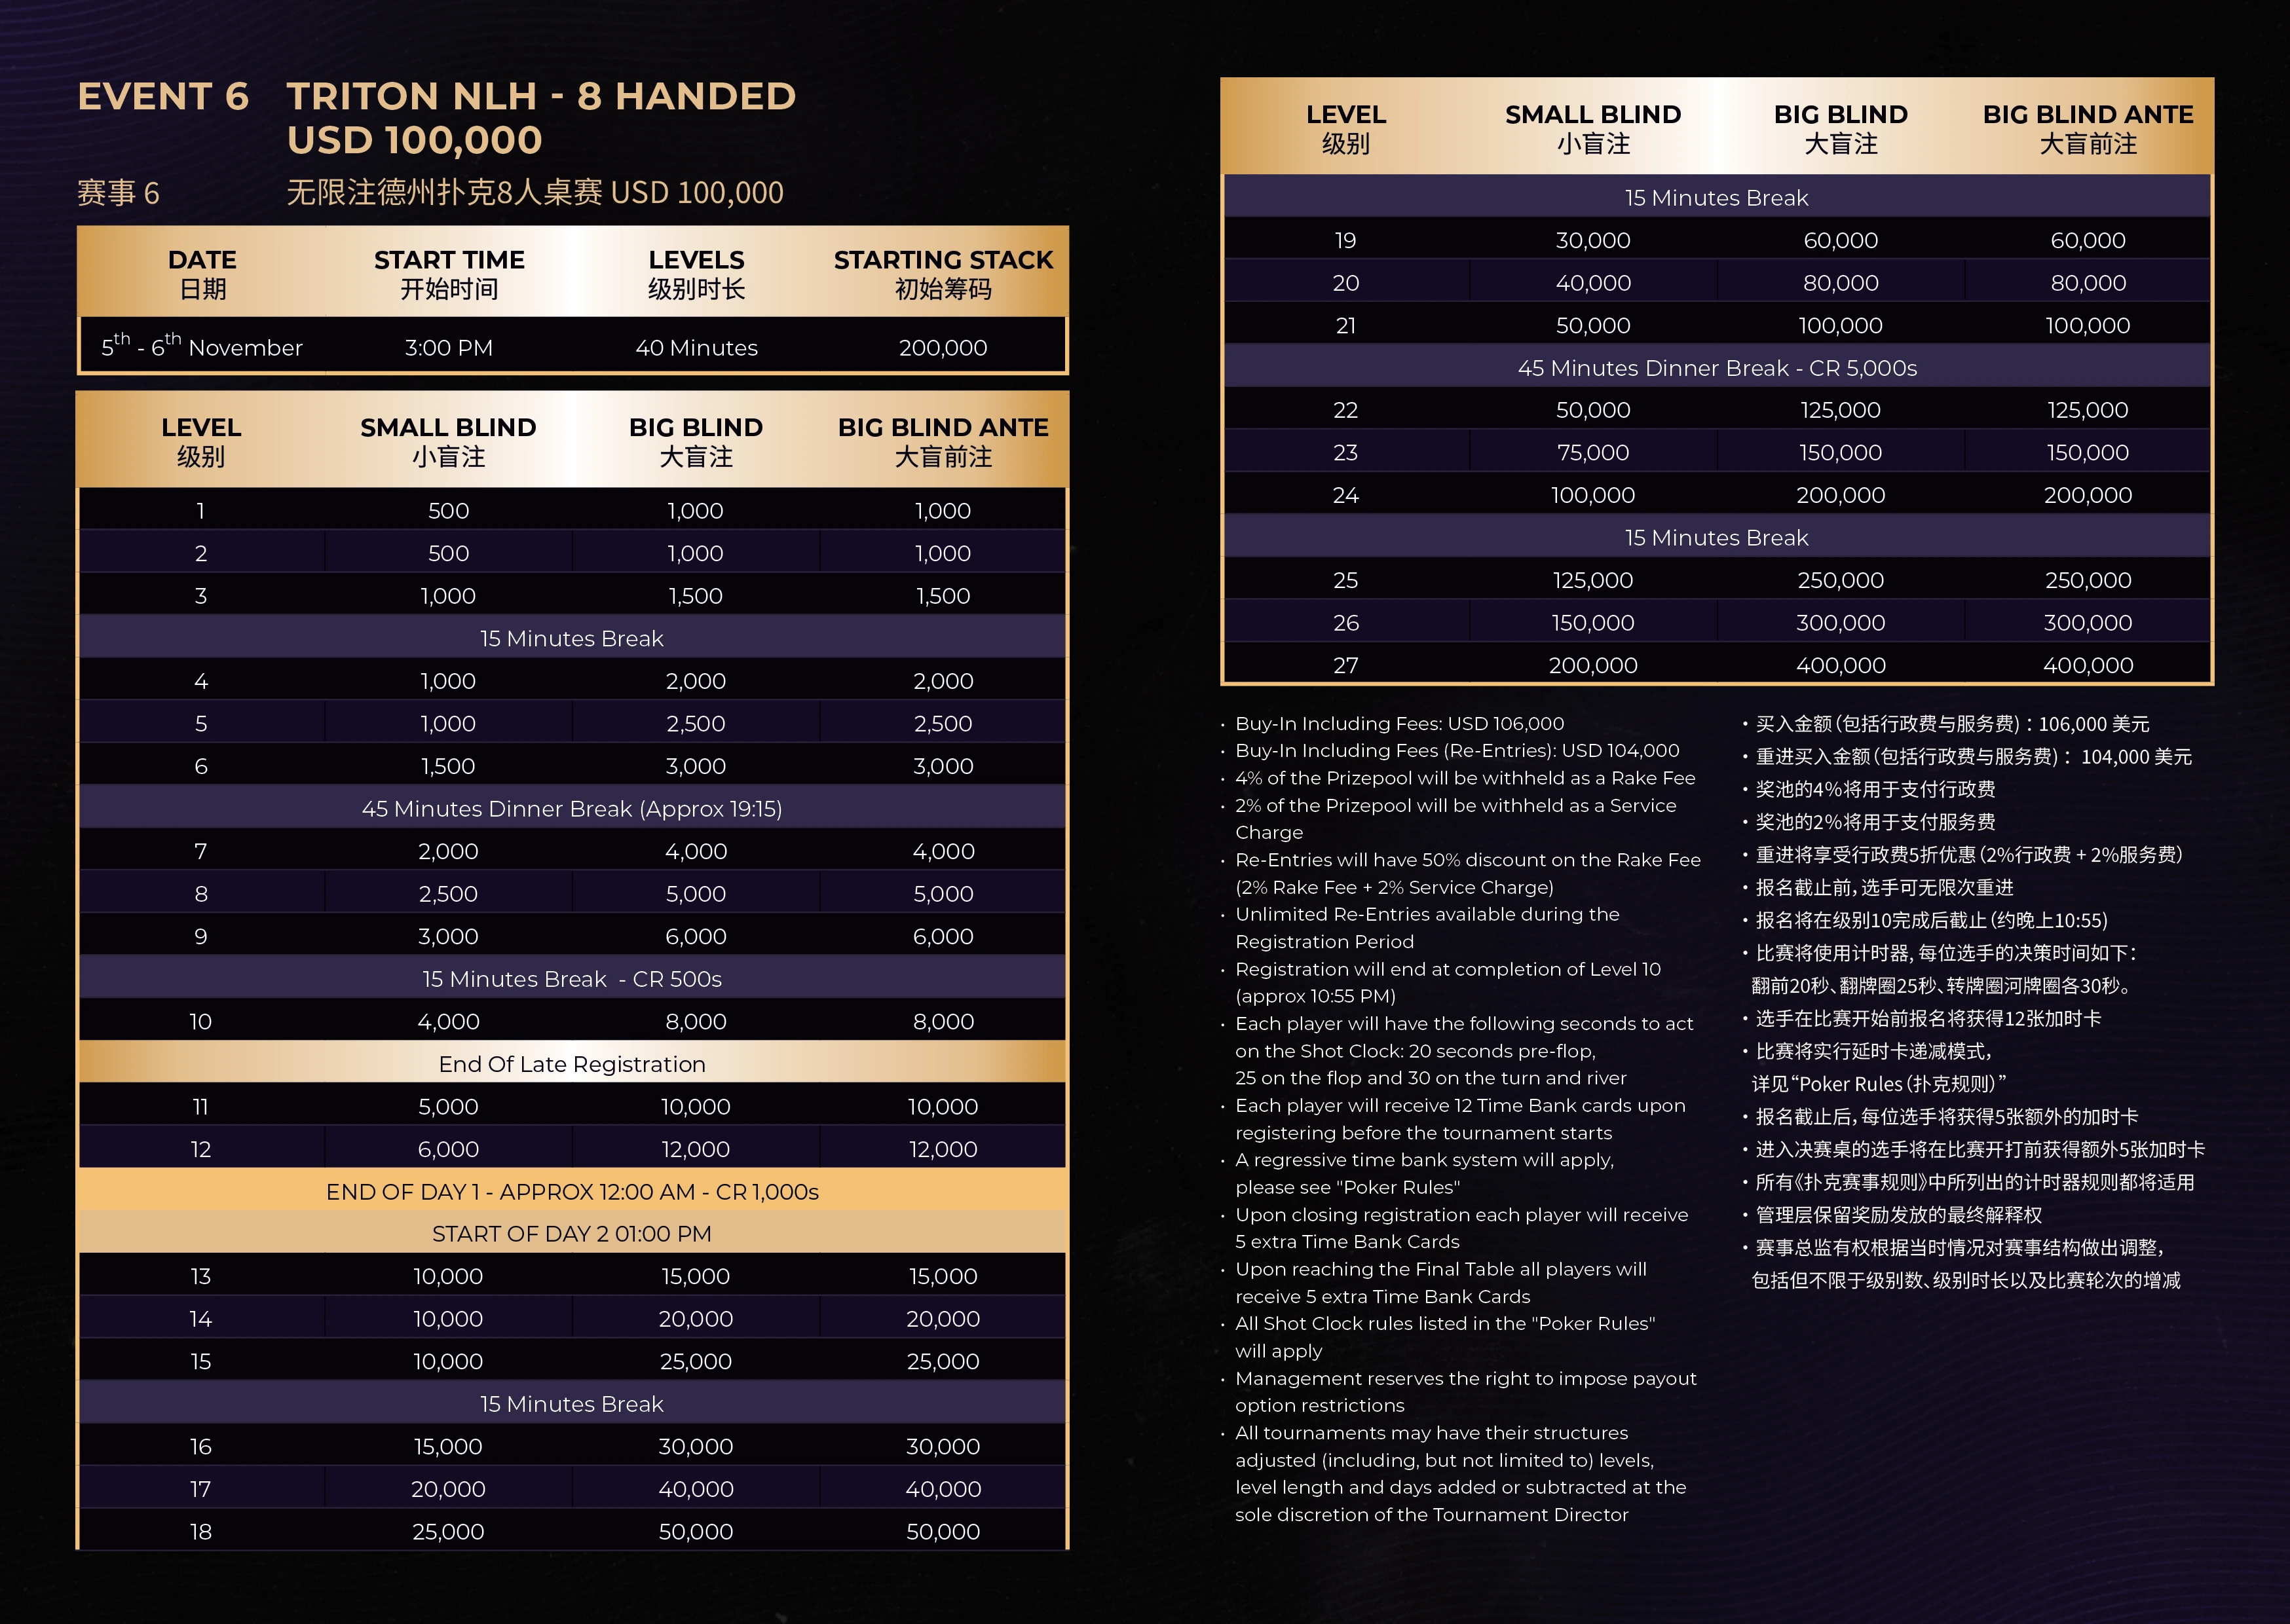 EVENT 6 TRITON NLH - 8 HANDED
USD 100,000
赛事 6 无限注德州扑克8人桌赛 USD 100,000
DATE START TIME LEVELS STARTING STACK
日期 开始时间 级别时长 初始筹码
5th - 6th November 3:00 PM 40 Minutes 200,000
LEVEL SMALL BLIND BIG BLIND BIG BLIND ANTE
级别 小盲注 大盲注 大盲前注
1 500 1,000 1,000
2 500 1,000 1,000
3 1,000 1,500 1,500
15 Minutes Break
4 1,000 2,000 2,000
5 1,000 2,500 2,500
6 1,500 3,000 3,000
45 Minutes Dinner Break (Approx 19:15)
7 2,000 4,000 4,000
8 2,500 5,000 5,000
9 3,000 6,000 6,000
15 Minutes Break - CR 500s
10 4,000 8,000 8,000
End Of Late Registration
11 5,000 10,000 10,000
12 6,000 12,000 12,000
END OF DAY 1 - APPROX 12:00 AM - CR 1,000s
START OF DAY 2 01:00 PM
13 10,000 15,000 15,000
14 10,000 20,000 20,000
15 10,000 25,000 25,000
15 Minutes Break
16 15,000 30,000 30,000
17 20,000 40,000 40,000
18 25,000 50,000 50,000
LEVEL SMALL BLIND BIG BLIND BIG BLIND ANTE
级别 小盲注 大盲注 大盲前注
15 Minutes Break
19 30,000 60,000 60,000
20 40,000 80,000 80,000
21 50,000 100,000 100,000
45 Minutes Dinner Break - CR 5,000s
22 50,000 125,000 125,000
23 75,000 150,000 150,000
24 100,000 200,000 200,000
15 Minutes Break
25 125,000 250,000 250,000
26 150,000 300,000 300,000
27 200,000 400,000 400,000
· Buy-In Including Fees: USD 106,000
· Buy-In Including Fees (Re-Entries): USD 104,000
· 4% of the Prizepool will be withheld as a Rake Fee
· 2% of the Prizepool will be withheld as a Service
Charge
· Re-Entries will have 50% discount on the Rake Fee
(2% Rake Fee + 2% Service Charge)
· Unlimited Re-Entries available during the
Registration Period
· Registration will end at completion of Level 10
(approx 10:55 PM)
· Each player will have the following seconds to act
on the Shot Clock: 20 seconds pre-flop,
25 on the flop and 30 on the turn and river
· Each player will receive 12 Time Bank cards upon
registering before the tournament starts
· A regressive time bank system will apply,
please see "Poker Rules"
· Upon closing registration each player will receive
5 extra Time Bank Cards
· Upon reaching the Final Table all players will
receive 5 extra Time Bank Cards
· All Shot Clock rules listed in the "Poker Rules"
will apply
· Management reserves the right to impose payout
option restrictions
· All tournaments may have their structures
adjusted (including, but not limited to) levels,
level length and days added or subtracted at the
sole discretion of the Tournament Director
· 买入金额（包括行政费与服务费）：106,000 美元
· 重进买入金额（包括行政费与服务费）：104,000 美元
· 奖池的4%将用于支付行政费
· 奖池的2%将用于支付服务费
· 重进将享受行政费5折优惠（2%行政费 + 2%服务费）
· 报名截止前，选手可无限次重进
· 报名将在级别10完成后截止（约晚上10:55)
· 比赛将使用计时器, 每位选手的决策时间如下：
翻前20秒、翻牌圈25秒、转牌圈河牌圈各30秒。
· 选手在比赛开始前报名将获得12张加时卡
· 比赛将实行延时卡递减模式，
详见“Poker Rules（扑克规则）”
· 报名截止后，每位选手将获得5张额外的加时卡
· 进入决赛桌的选手将在比赛开打前获得额外5张加时卡
· 所有《扑克赛事规则》中所列出的计时器规则都将适用
· 管理层保留奖励发放的最终解释权
· 赛事总监有权根据当时情况对赛事结构做出调整，
包括但不限于级别数、级别时长以及比赛轮次的增减